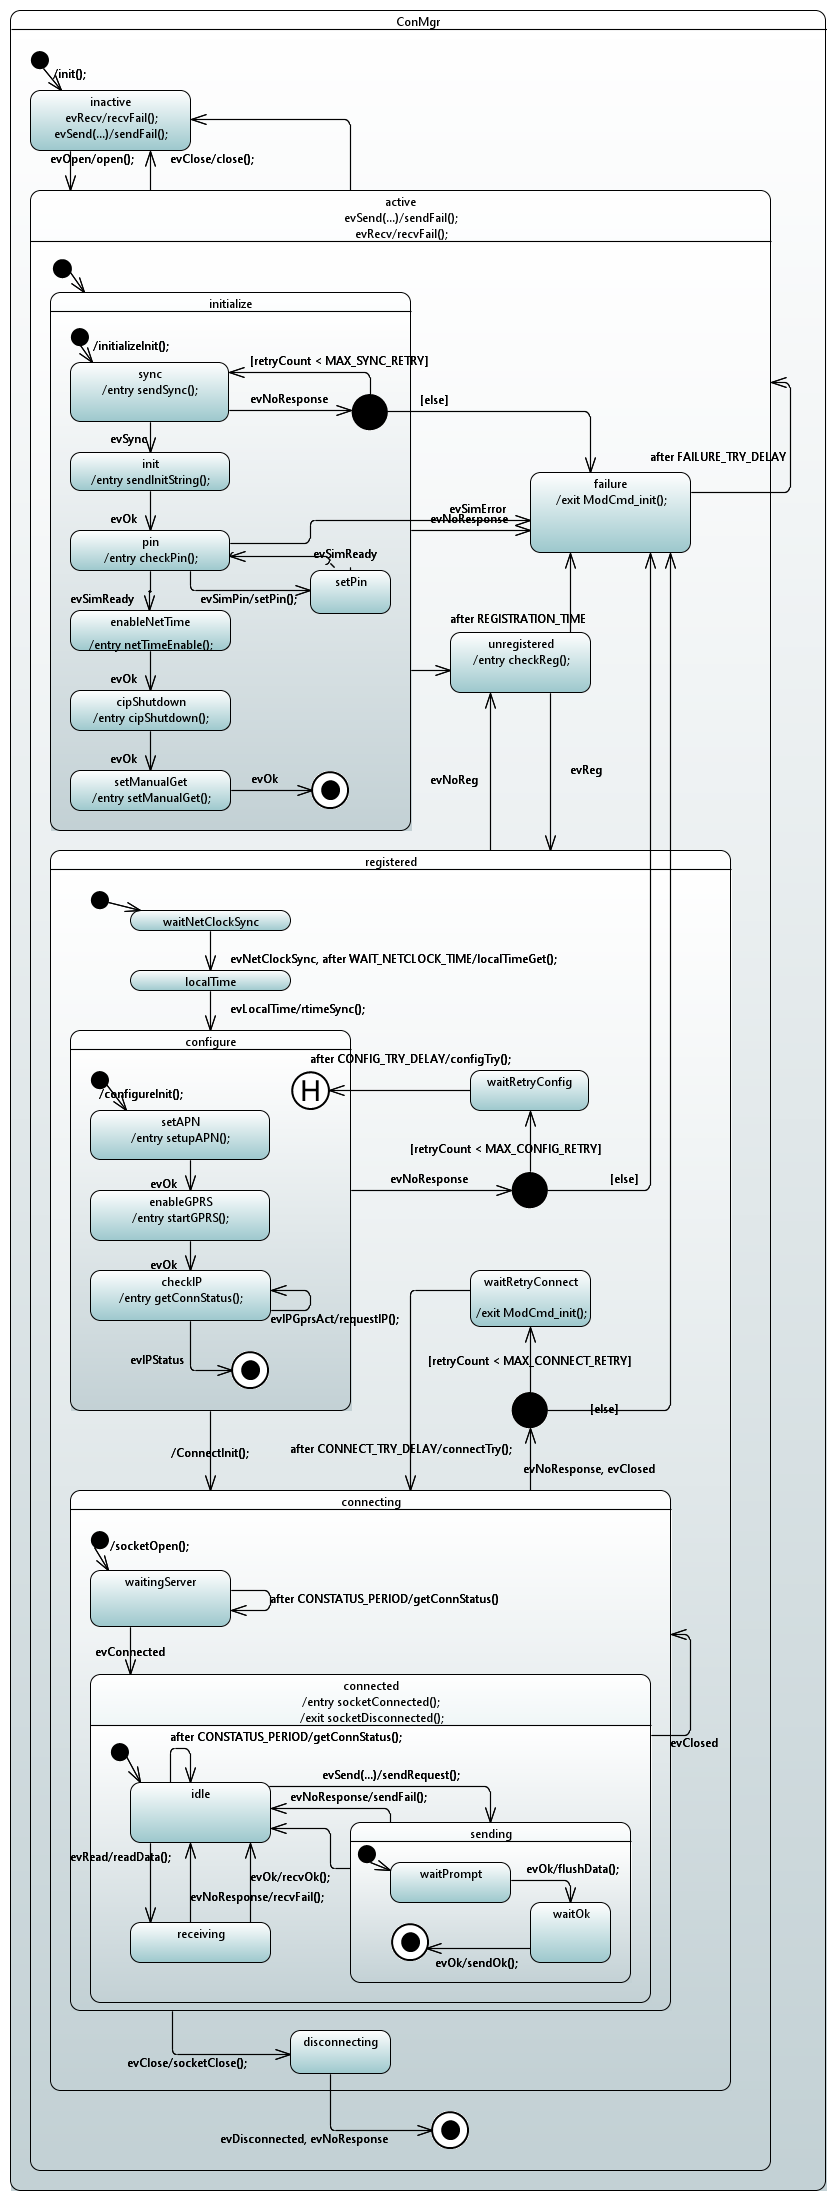 ConMgr
/init();
inactive
evRecv/recvFail();
evSend(...)/sendFail();
evOpen/open();
evClose/close();
active
evSend(...)/sendFail();
evRecv/recvFail();
initialize
/initializeInit();
sync
/entry sendSync();
[retryCount < MAX_SYNC_RETRY]
evNoResponse
[else]
evSync
init
/entry sendInitString();
after FAILURE_TRY_DELAY
failure
/exit ModCmd_init();
evOk
evSimError
evNoResponse
pin
/entry checkPin();
evSimReady
setPin
evSimReady
evSimPin/setPin();
enableNetTime
/entry netTimeEnable();
after REGISTRATION_TIME
unregistered
/entry checkReg();
evOk
cipShutdown
/entry cipShutdown();
evOk
setManualGet
/entry setManualGet();
evOk
evNoReg
evReg
registered
waitNetClockSync
evNetClockSync, after WAIT_NETCLOCK_TIME/localTimeGet();
localTime
evLocalTime/rtimeSync();
configure
after CONFIG_TRY_DELAY/configTry();
/configureInit();
H
waitRetryConfig
setAPN
/entry setupAPN();
[retryCount < MAX_CONFIG_RETRY]
evOk
evNoResponse
[else]
enableGPRS
/entry startGPRS();
evOk
checkIP
/entry getConnStatus();
evIPGprsAct/requestIP();
waitRetryConnect
/exit ModCmd_init();
evIPStatus
[retryCount < MAX_CONNECT_RETRY]
[else]
/ConnectInit();
after CONNECT_TRY_DELAY/connectTry();
evNoResponse, evClosed
connecting
/socketOpen();
waitingServer
after CONSTATUS_PERIOD/getConnStatus()
evConnected
connected
/entry socketConnected();
/exit socketDisconnected();
evClosed
after CONSTATUS_PERIOD/getConnStatus();
idle
evSend(...)/sendRequest();
evNoResponse/sendFail();
sending
evRead/readData();
evOk/recvOk();
evNoResponse/recvFail();
waitPrompt
evOk/flushData();
waitOk
receiving
evOk/sendOk();
disconnecting
evClose/socketClose();
evDisconnected, evNoResponse